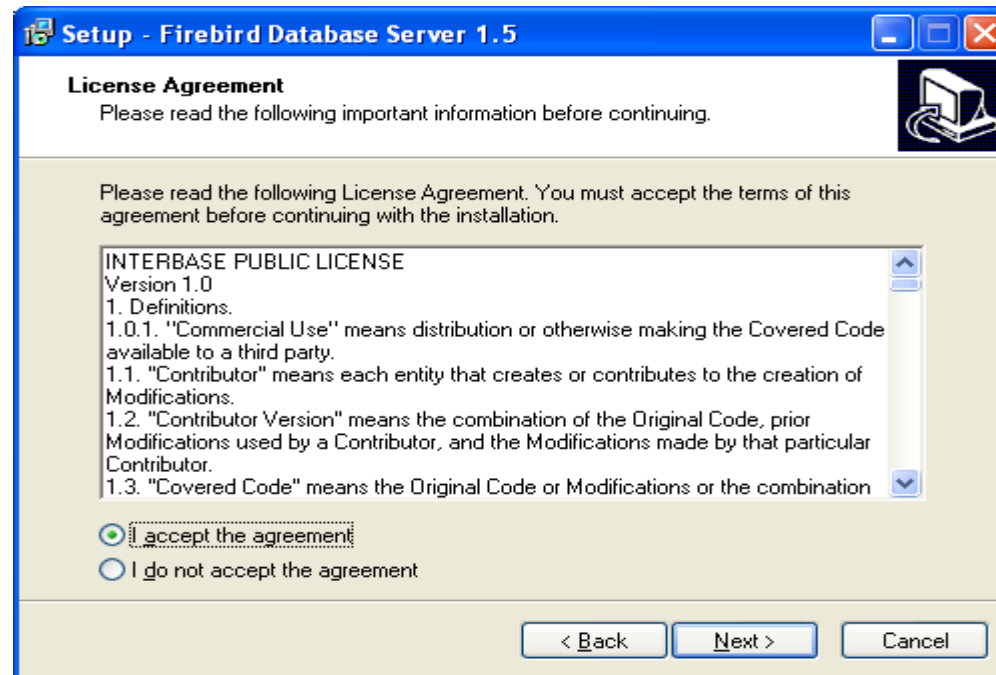 Setup - Firebird Database Server 1.5
License Agreement
Please read the following important information before continuing.
Please read the following License Agreement. You must accept the terms of this
agreement before continuing with the installation.
INTERBASE PUBLIC LICENSE
Version 1.0
1. Definitions.
1.0.1. ''Commercial Use'' means distribution or otherwise making the Covered Code
available to a third party.
1.1. "Contributor" means each entity that creates or contributes to the creation of
Modifications.
1.2. "Contributor Version" means the combination of the Original Code, prior
Modifications used by a Contributor, and the Modifications made by that particular
Contributor.
1.3. "Covered Code" means the Original Code or Modifications or the combination
I accept the agreement
I do not accept the agreement
< Back Next > Cancel